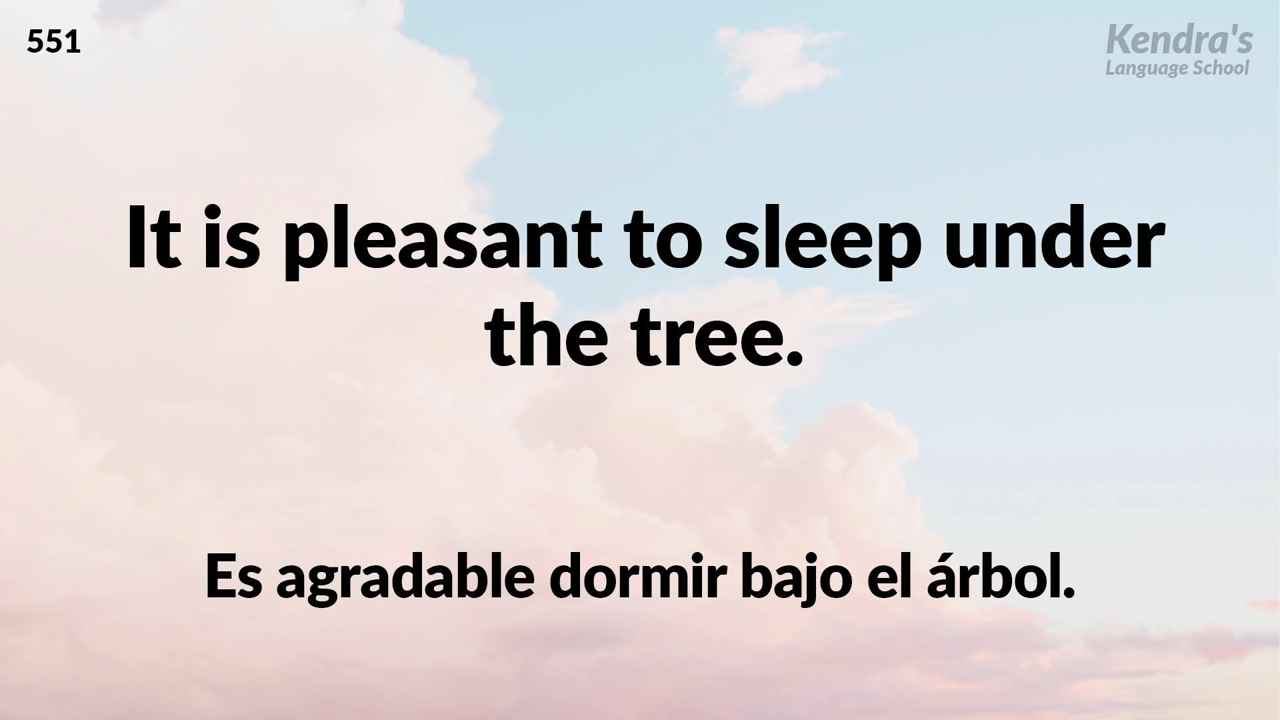 551
Kendra's
Language School
It is pleasant to sleep under
the tree.
Es agradable dormir bajo el árbol.